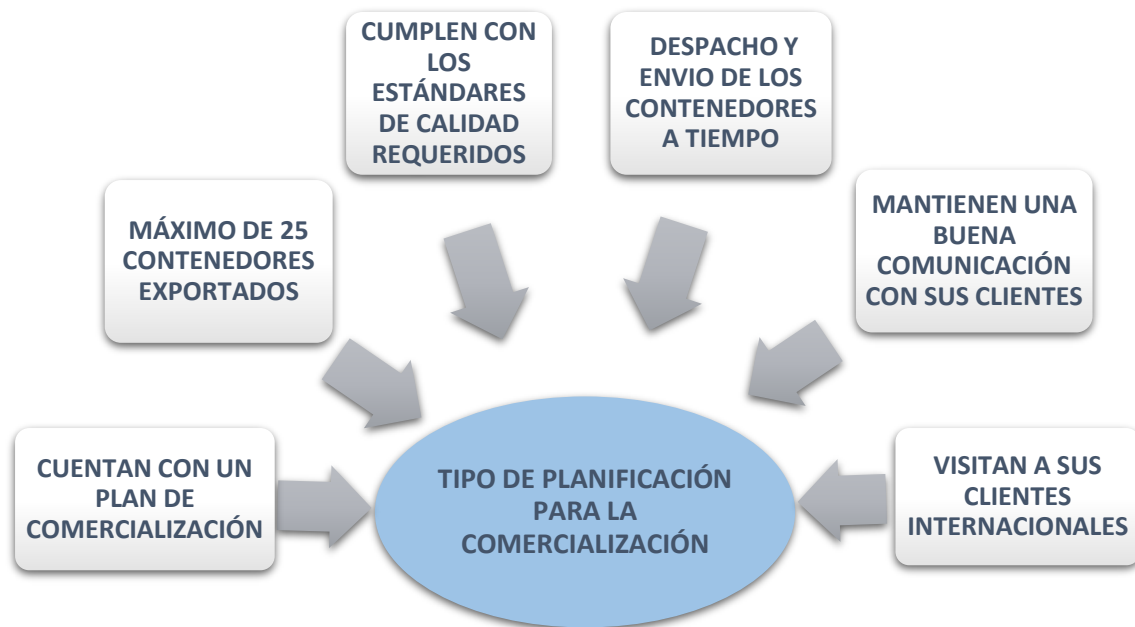 CUMPLEN CON
LOS
ESTÁNDARES
DE CALIDAD
REQUERIDOS
DESPACHO Y
ENVIO DE LOS
CONTENEDORES
A TIEMPO
MÁXIMO DE 25
CONTENEDORES
EXPORTADOS
MANTIENEN UNA
BUENA
COMUNICACIÓN
CON SUS CLIENTES
CUENTAN CON UN
PLAN DE
COMERCIALIZACIÓN
TIPO DE PLANIFICACIÓN
PARA LA
COMERCIALIZACIÓN
VISITAN A SUS
CLIENTES
INTERNACIONALES